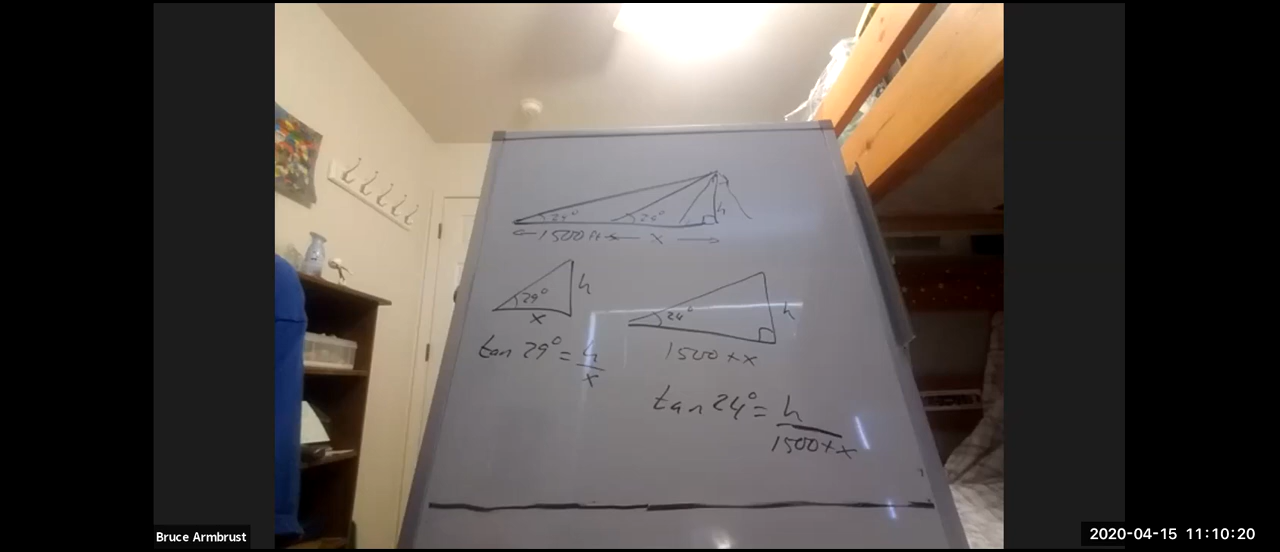 24° 29° h
← 1500 ft ← x →
29° h
x
24° h
1500 + x
tan 29° = h
x
tan 24° = h
1500 + x
Bruce Armbrust
2020-04-15 11:10:20